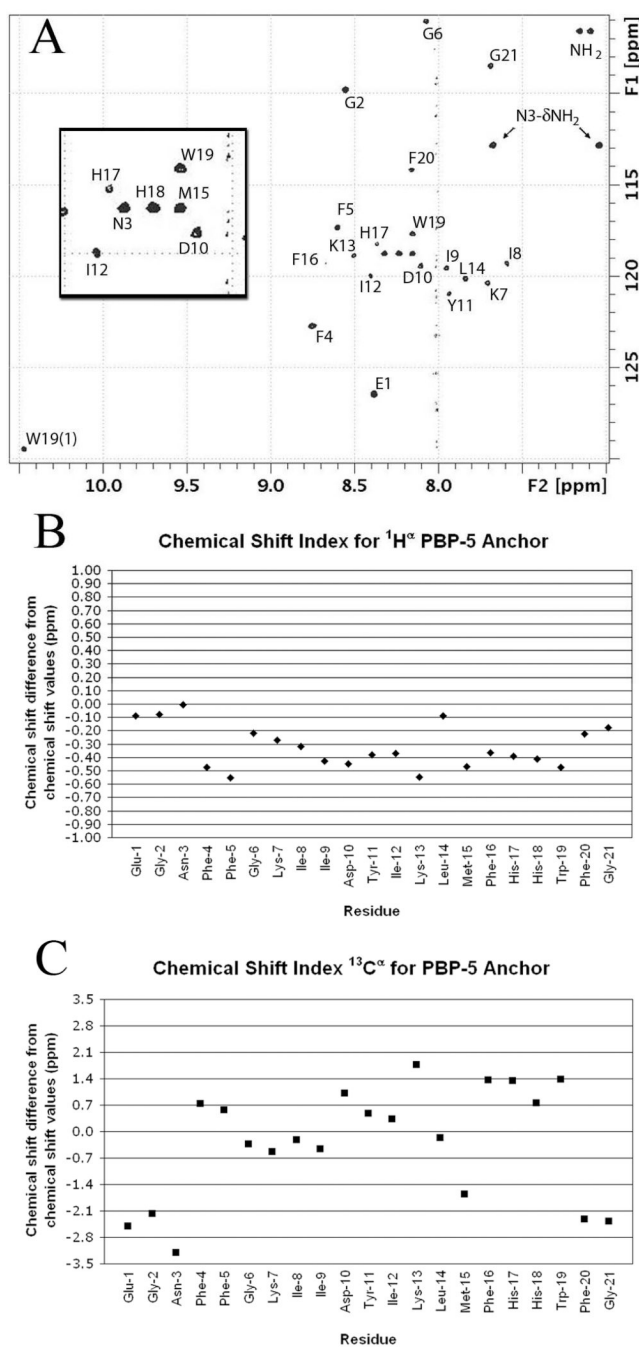 A
G6
NH2
G21
G2
N3-δNH2
W19
H17
H18
M15
N3
D10
I12
F20
F5
H17
W19
K13
F16
D10
I9
L14
I8
I12
Y11
K7
F4
E1
W19(1)
115
120
125
F1 [ppm]
10.0 9.5 9.0 8.5 8.0 F2 [ppm]
B
Chemical Shift Index for ¹Hᵅ PBP-5 Anchor
Chemical shift difference from
chemical shift values (ppm)
1.00
0.90
0.80
0.70
0.60
0.50
0.40
0.30
0.20
0.10
0.00
-0.10
-0.20
-0.30
-0.40
-0.50
-0.60
-0.70
-0.80
-0.90
-1.00
Glu-1
Gly-2
Asn-3
Phe-4
Phe-5
Gly-6
Lys-7
Ile-8
Ile-9
Asp-10
Tyr-11
Ile-12
Lys-13
Leu-14
Met-15
Phe-16
His-17
His-18
Trp-19
Phe-20
Gly-21
Residue
C
Chemical Shift Index ¹³Cᵅ for PBP-5 Anchor
Chemical shift difference from
chemical shift values (ppm)
3.5
2.8
2.1
1.4
0.7
0.0
-0.7
-1.4
-2.1
-2.8
-3.5
Glu-1
Gly-2
Asn-3
Phe-4
Phe-5
Gly-6
Lys-7
Ile-8
Ile-9
Asp-10
Tyr-11
Ile-12
Lys-13
Leu-14
Met-15
Phe-16
His-17
His-18
Trp-19
Phe-20
Gly-21
Residue